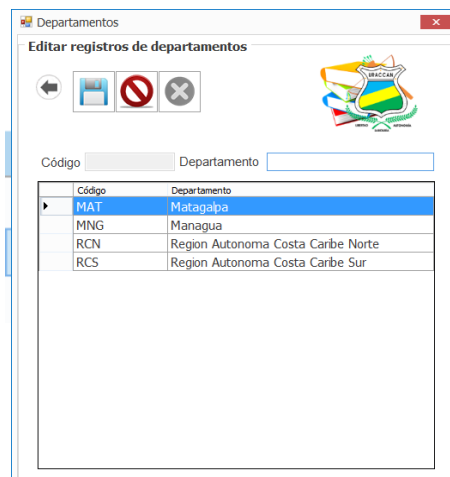 Departamentos
Editar registros de departamentos
URACCAN
Código
Departamento
Código Departamento
MAT Matagalpa
MNG Managua
RCN Region Autonoma Costa Caribe Norte
RCS Region Autonoma Costa Caribe Sur